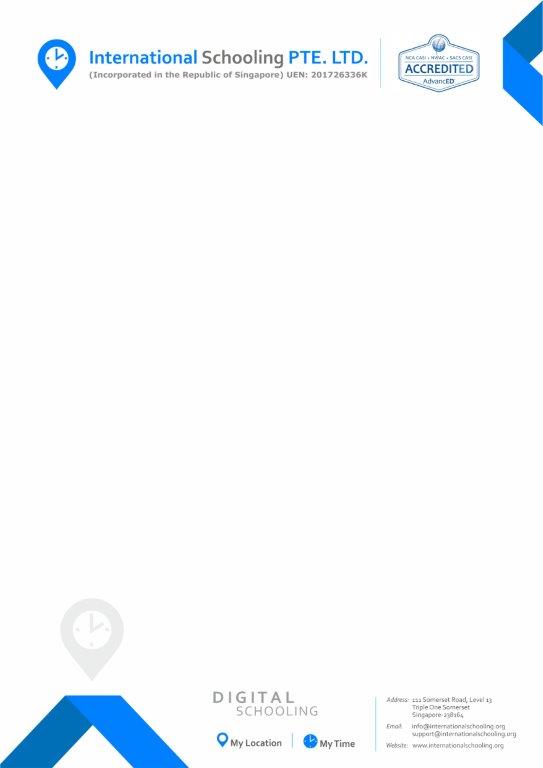 International Schooling PTE. LTD.
(Incorporated in the Republic of Singapore) UEN: 201726336K
NCA CASI • NWAC • SACS CASI
ACCREDITED
AdvancED
DIGITAL
SCHOOLING
My Location
My Time
Address: 111 Somerset Road, Level 13
Triple One Somerset
Singapore-238164
Email: info@internationalschooling.org
support@internationalschooling.org
Website: www.internationalschooling.org